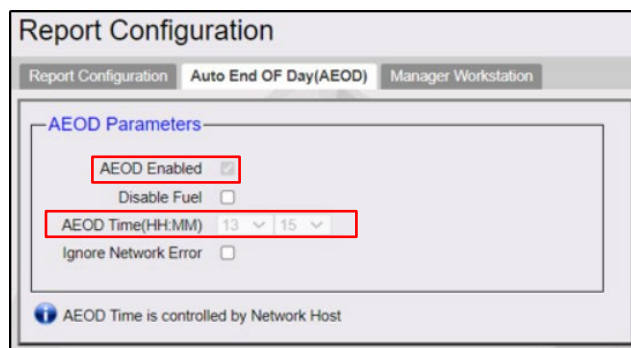 Report Configuration
Report Configuration Auto End OF Day(AEOD) Manager Workstation
AEOD Parameters
AEOD Enabled
Disable Fuel
AEOD Time(HH:MM) 13 15
Ignore Network Error
AEOD Time is controlled by Network Host